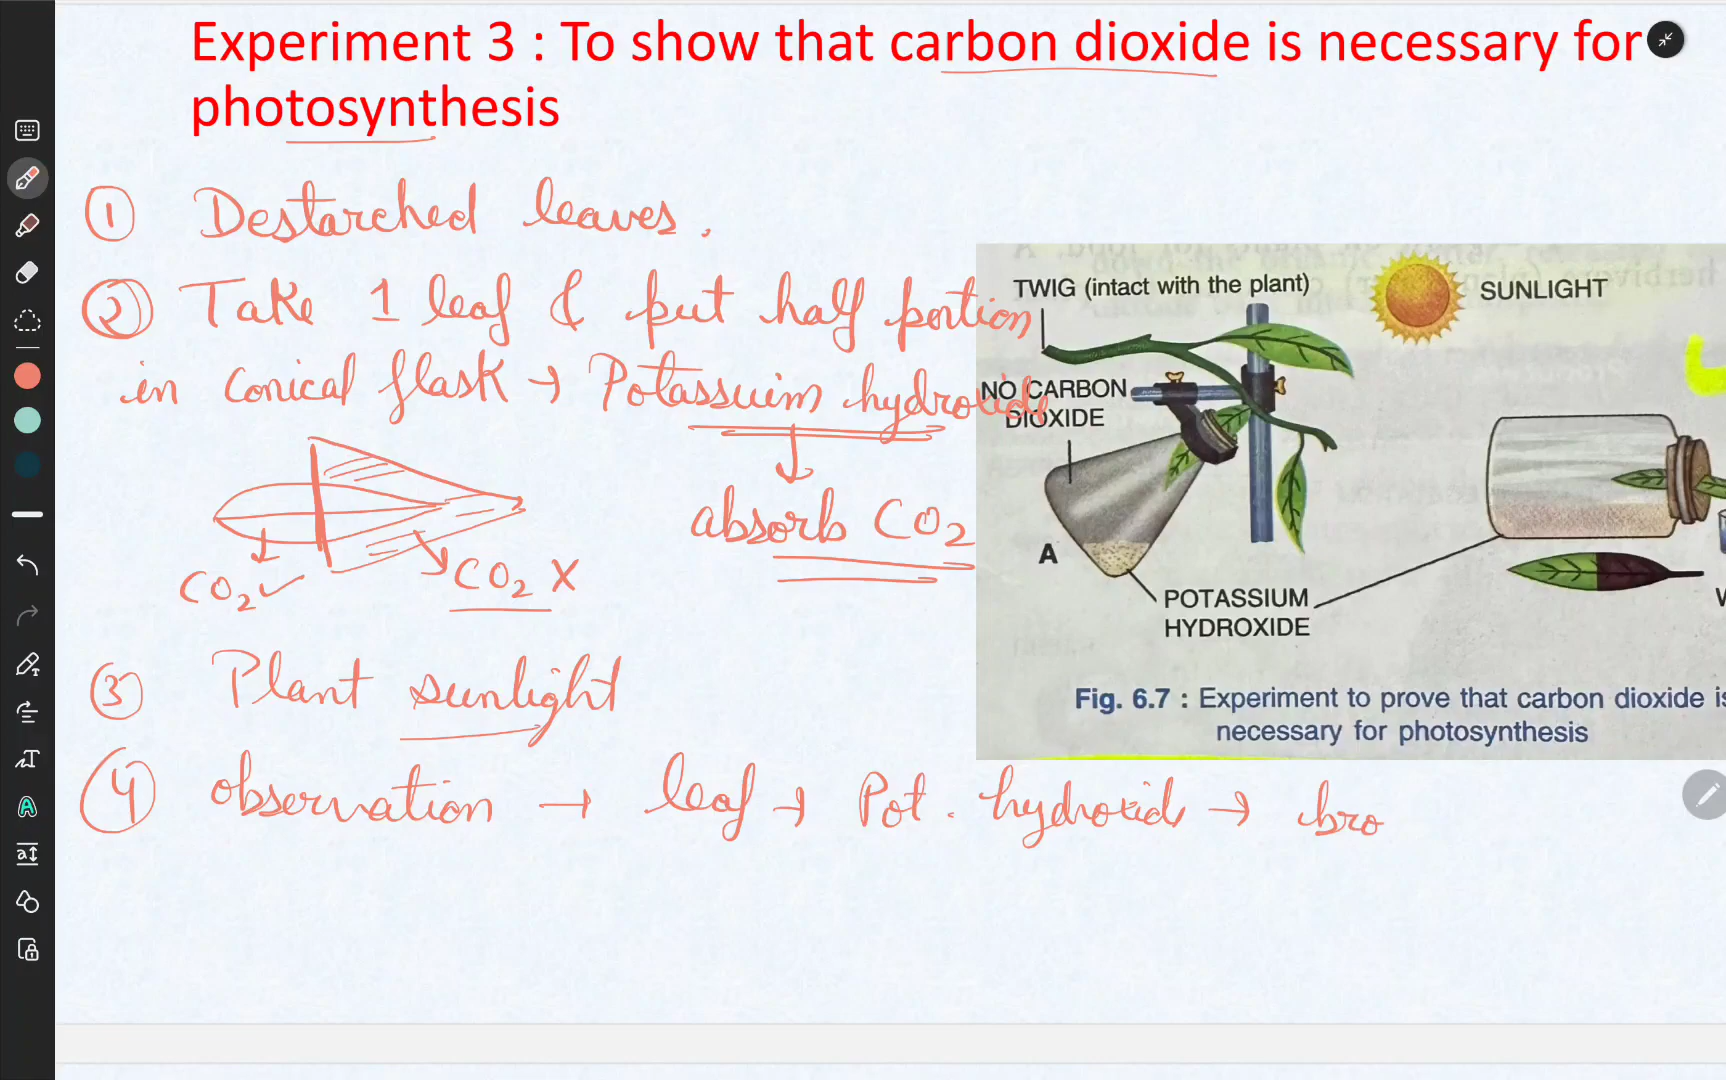 Experiment 3 : To show that carbon dioxide is necessary for
photosynthesis
① Destarched leaves.
② Take 1 leaf & put half portion
in conical flask → Potassuim hydroxide
absorb CO2
CO2 ✓
CO2 X
③ Plant sunlight
④ observation → leaf → Pot. hydroxid → bro
TWIG (intact with the plant)
SUNLIGHT
NO CARBON
DIOXIDE
A
POTASSIUM
HYDROXIDE
Fig. 6.7 : Experiment to prove that carbon dioxide is
necessary for photosynthesis